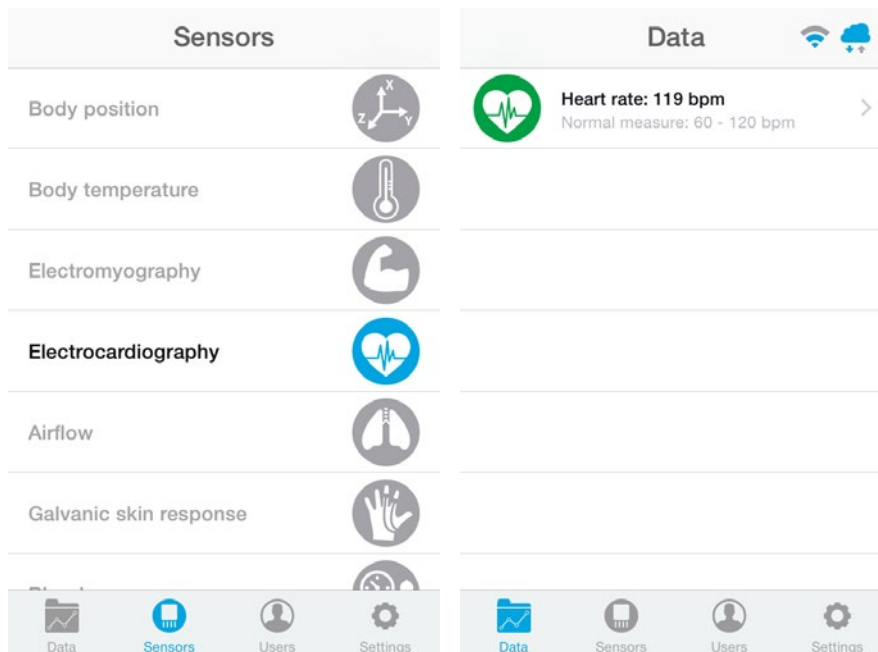 Sensors
Body position
X
Z
Y
Body temperature
Electromyography
Electrocardiography
Airflow
Galvanic skin response
Data
Sensors
Users
Settings
Data
Heart rate: 119 bpm
Normal measure: 60 - 120 bpm
Data
Sensors
Users
Settings